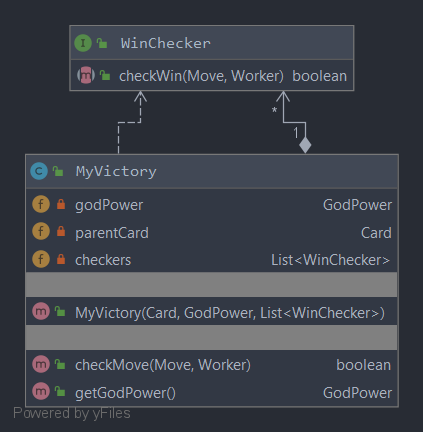 I WinChecker
m checkWin(Move, Worker) boolean
*
1
C MyVictory
f godPower GodPower
f parentCard Card
f checkers List<WinChecker>
m MyVictory(Card, GodPower, List<WinChecker>)
m checkMove(Move, Worker) boolean
m getGodPower() GodPower
Powered by yFiles